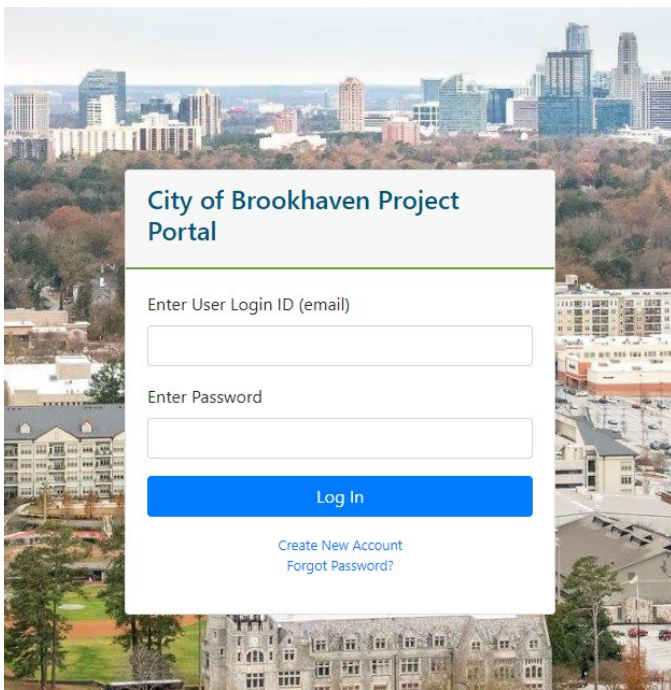 City of Brookhaven Project
Portal
Enter User Login ID (email)
Enter Password
Log In
Create New Account
Forgot Password?